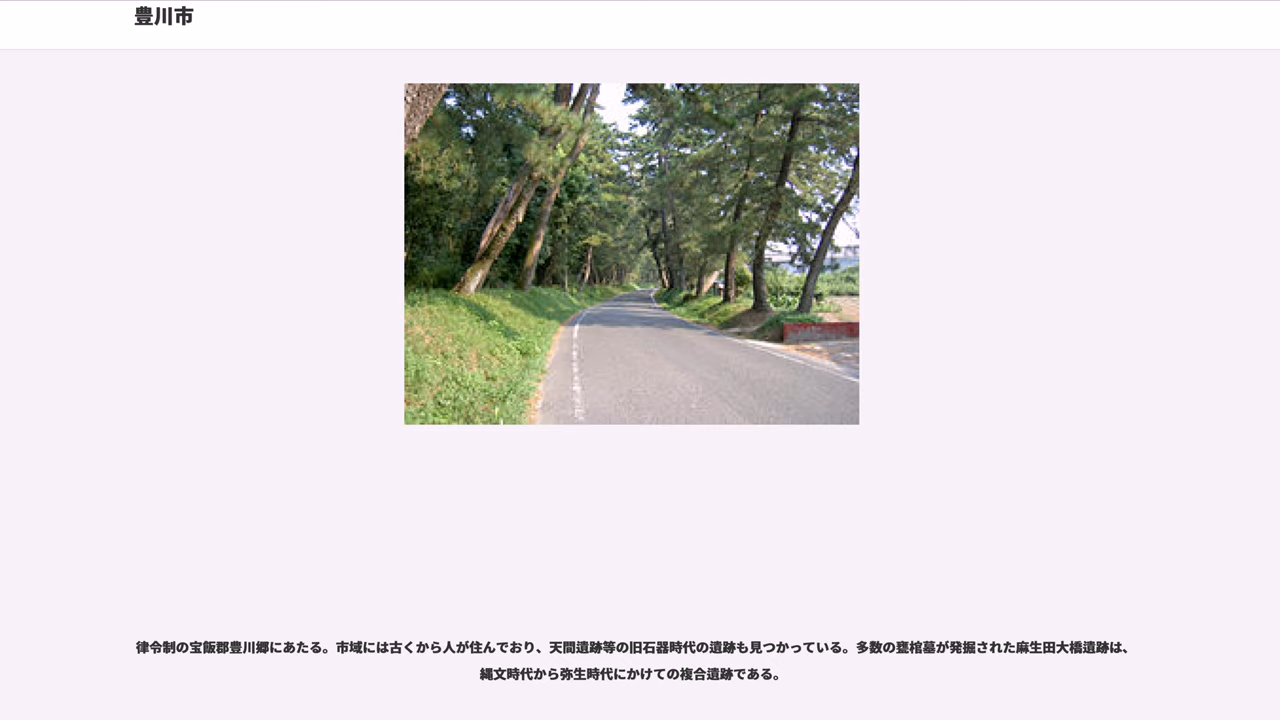 豊川市
律令制の宝飯郡豊川郷にあたる。市域には古くから人が住んでおり、天間遺跡等の旧石器時代の遺跡も見つかっている。多数の甕棺墓が発掘された麻生田大橋遺跡は、
縄文時代から弥生時代にかけての複合遺跡である。